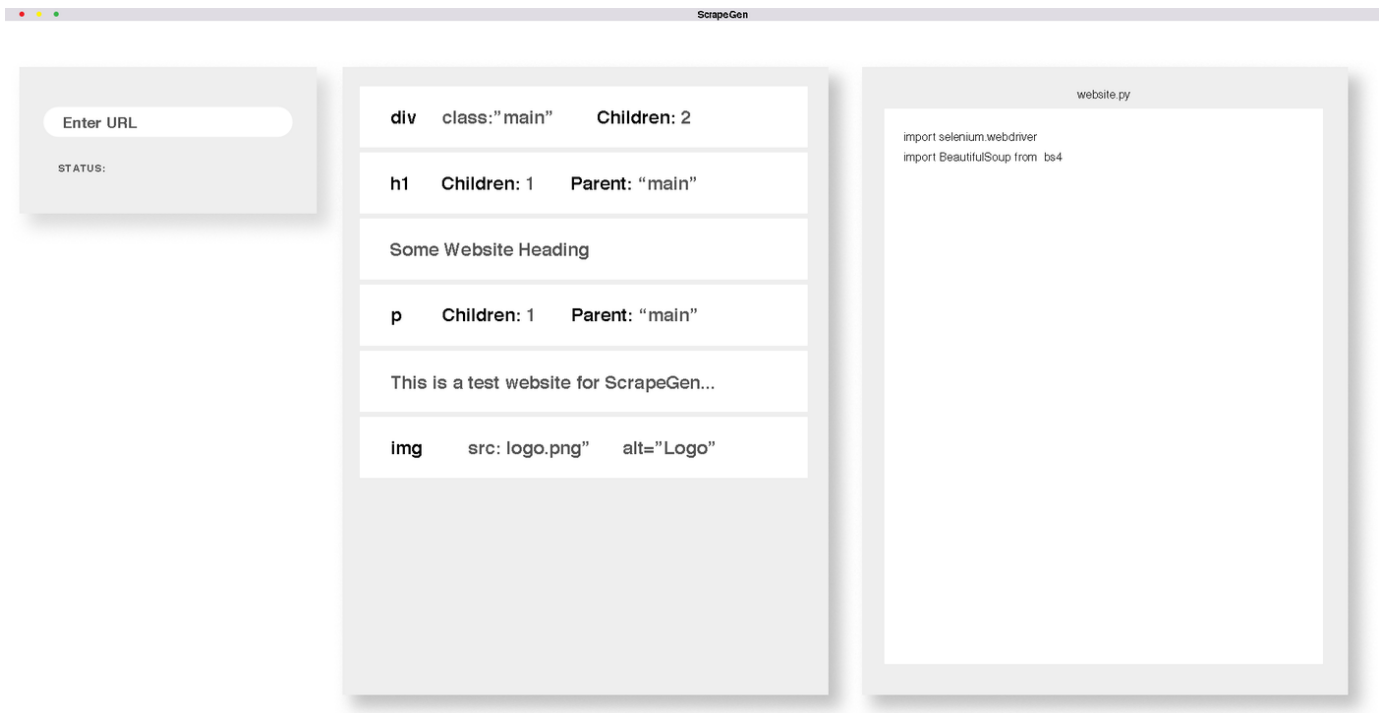 ScrapeGen
Enter URL
STATUS:
div class:”main” Children: 2
h1 Children: 1 Parent: “main”
Some Website Heading
p Children: 1 Parent: “main”
This is a test website for ScrapeGen...
img src: logo.png” alt=”Logo”
website.py
import selenium.webdriver
import BeautifulSoup from bs4